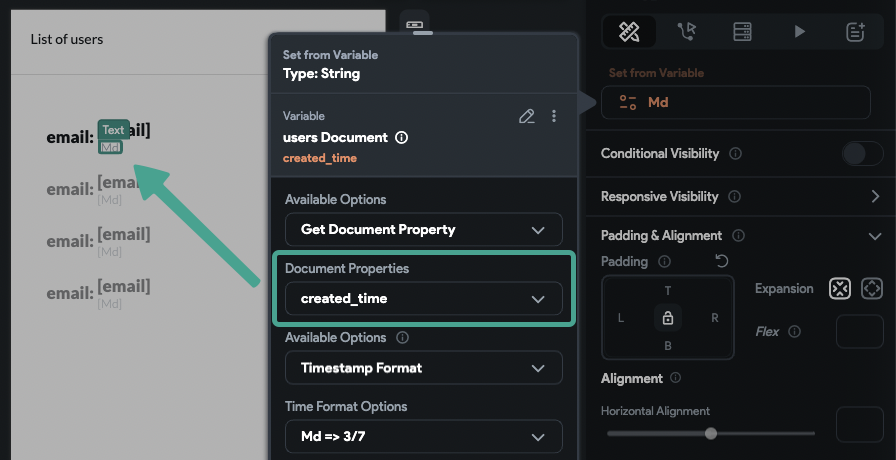 List of users
email:
Text
ail]
Md
email:
[ema
[Md]
email:
[email]
[Md]
email:
[email]
[Md]
Set from Variable
Type: String
Variable
users Document
created_time
Available Options
Get Document Property
Document Properties
created_time
Available Options
Timestamp Format
Time Format Options
Md => 3/7
Set from Variable
Md
Conditional Visibility
Responsive Visibility
Padding & Alignment
Padding
T
L
R
B
Expansion
Flex
Alignment
Horizontal Alignment